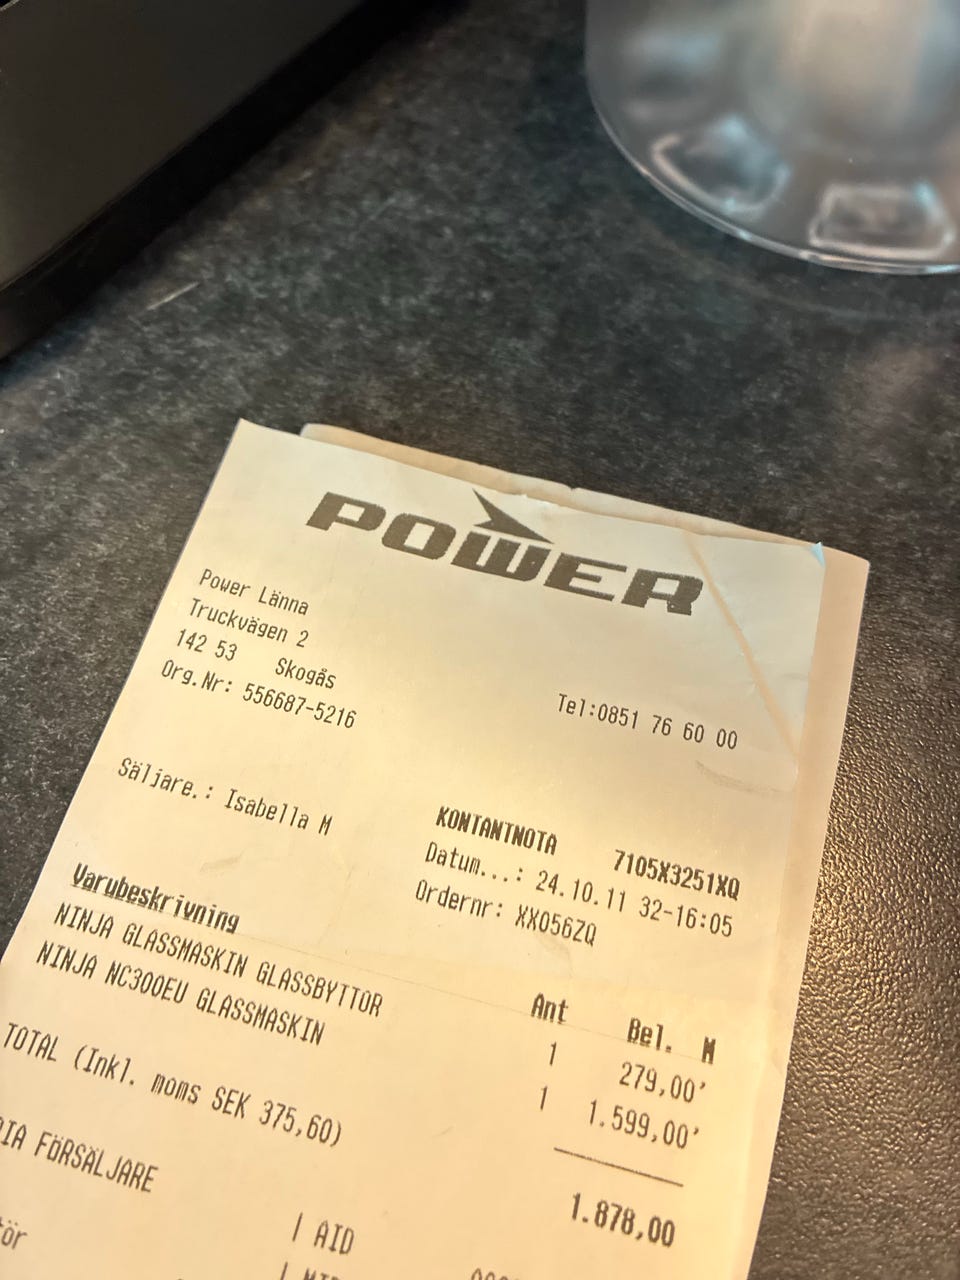 POWER
Power Länna
Truckvägen 2
142 53 Skogås
Org.Nr: 556687-5216
Tel:0851 76 60 00
Säljare.: Isabella M
KONTANTNOTA 7105X3251XQ
Datum...: 24.10.11 32-16:05
Ordernr: XX056ZQ
Varubeskrivning Ant Bel. M
NINJA GLASSMASKIN GLASSBYTTOR 1 279,00'
NINJA NC300EU GLASSMASKIN 1 1.599,00'
TOTAL (Inkl. moms SEK 375,60) 1.878,00
FÖRSÄLJARE
| AID